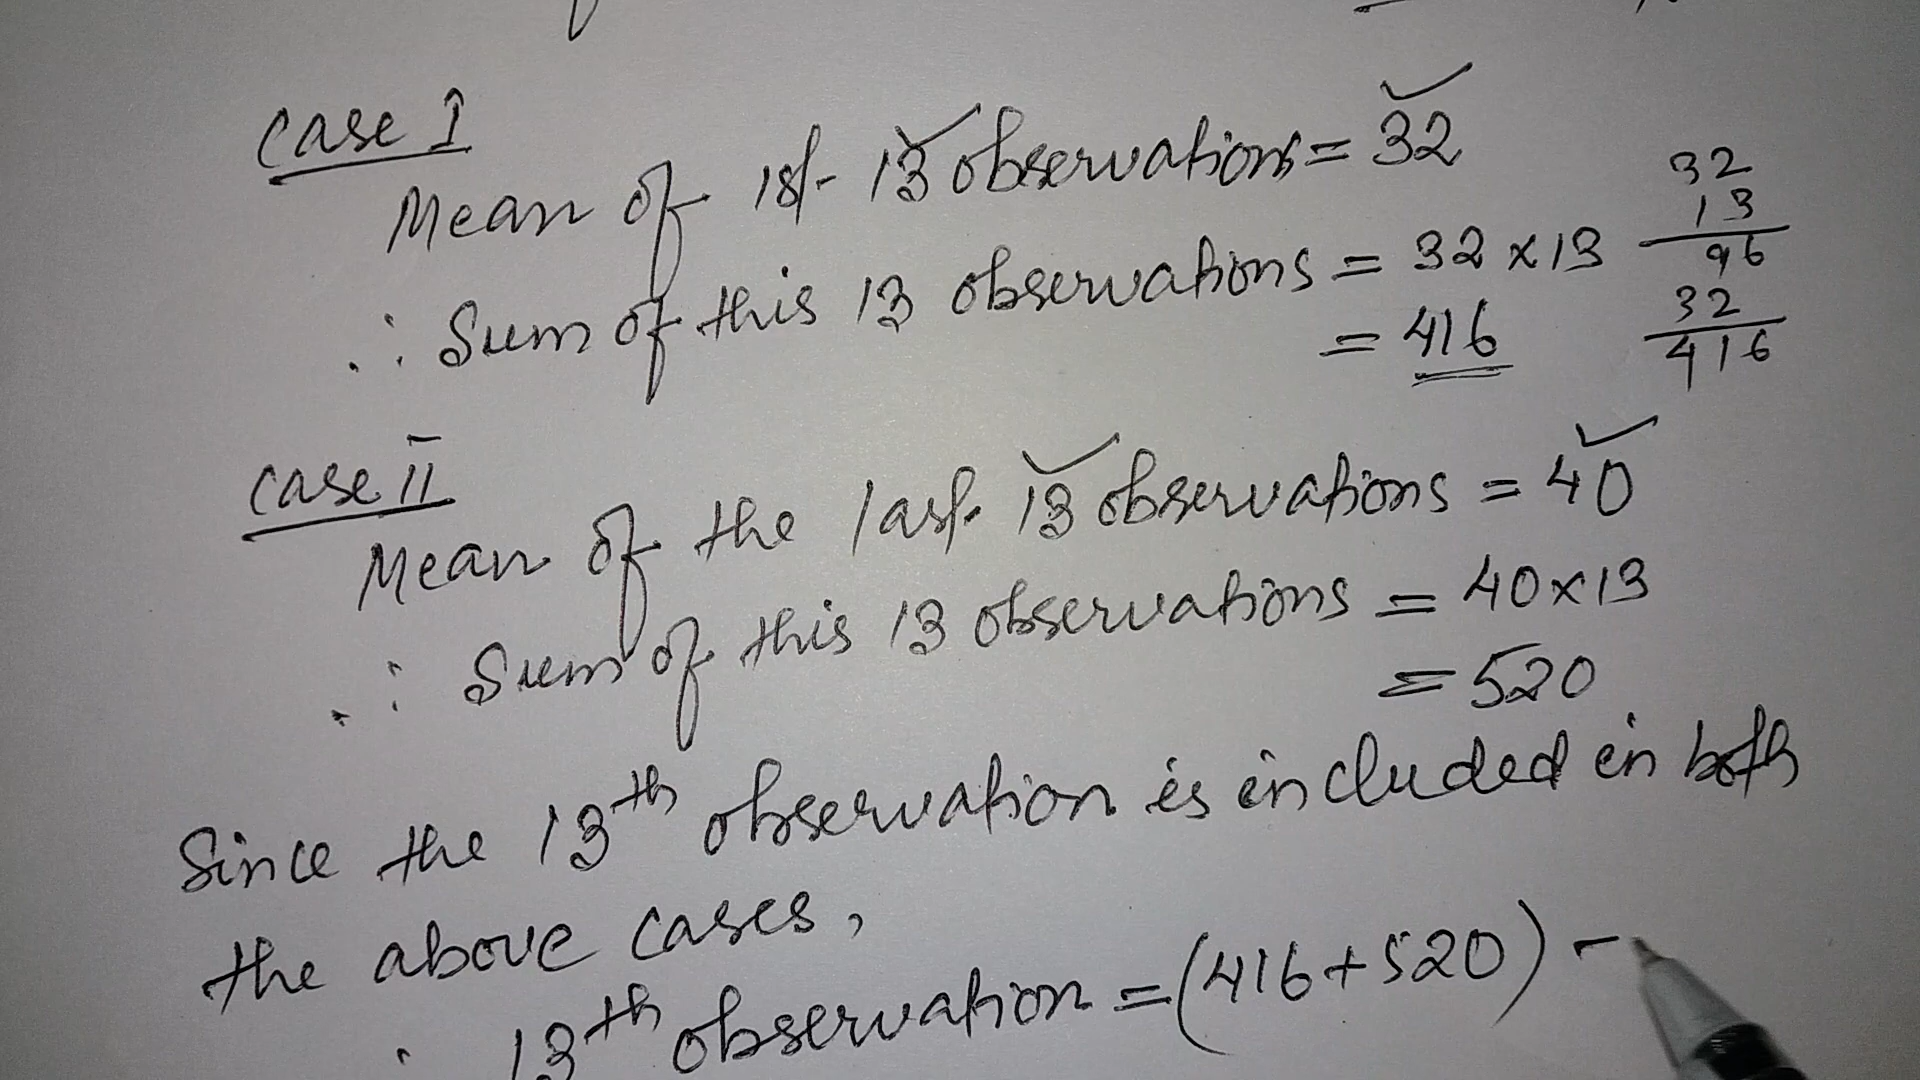 Case I
Mean of 1st 13 observations = 32
∴ Sum of this 13 observations = 32 x 13
= 416
32
13
96
32
416
Case II
Mean of the last 13 observations = 40
∴ Sum of this 13 observations = 40x13
= 520
Since the 13th observation is included in both
the above cases,
13th observation = (416+520) -